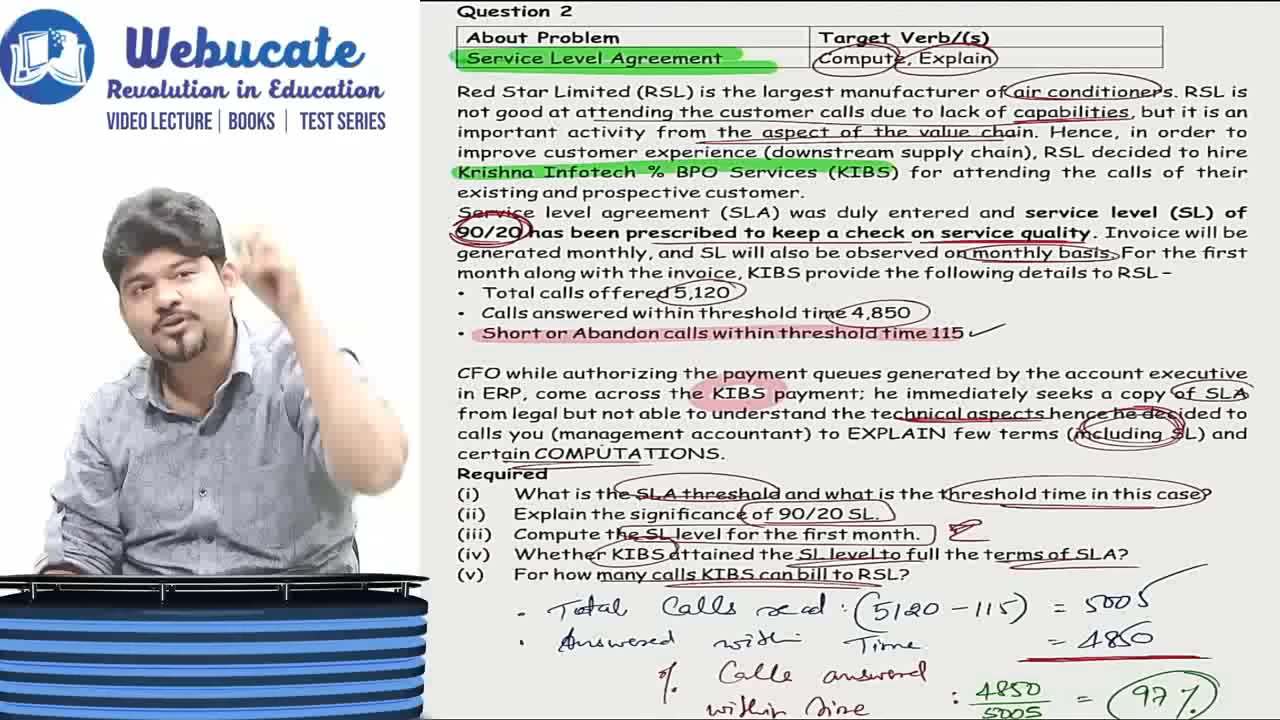 Webucate
Revolution in Education
VIDEO LECTURE | BOOKS | TEST SERIES
Question 2
About Problem Target Verb/(s)
Service Level Agreement Compute, Explain
Red Star Limited (RSL) is the largest manufacturer of air conditioners. RSL is
not good at attending the customer calls due to lack of capabilities, but it is an
important activity from the aspect of the value chain. Hence, in order to
improve customer experience (downstream supply chain), RSL decided to hire
Krishna Infotech % BPO Services (KIBS) for attending the calls of their
existing and prospective customer.
Service level agreement (SLA) was duly entered and service level (SL) of
90/20 has been prescribed to keep a check on service quality. Invoice will be
generated monthly, and SL will also be observed on monthly basis. For the first
month along with the invoice, KIBS provide the following details to RSL –
• Total calls offered 5,120
• Calls answered within threshold time 4,850
• Short or Abandon calls within threshold time 115
CFO while authorizing the payment queues generated by the account executive
in ERP, come across the KIBS payment; he immediately seeks a copy of SLA
from legal but not able to understand the technical aspects hence he decided to
calls you (management accountant) to EXPLAIN few terms (including SL) and
certain COMPUTATIONS.
Required
(i) What is the SLA threshold and what is the threshold time in this case?
(ii) Explain the significance of 90/20 SL.
(iii) Compute the SL level for the first month.
(iv) Whether KIBS attained the SL level to full the terms of SLA?
(v) For how many calls KIBS can bill to RSL?
• Total Calls read : (5120 - 115) = 5005
• Answered within Time = 4850
% Calls answered
within time : 4850/5005 = 97%